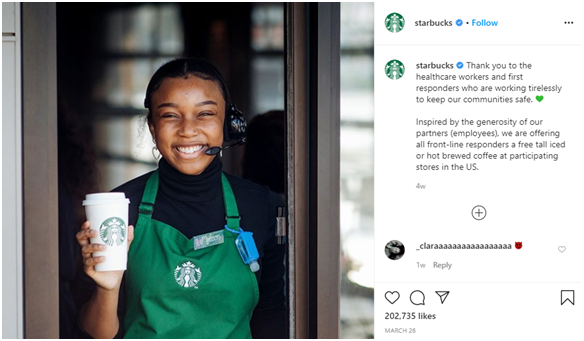 starbucks • Follow
starbucks Thank you to the
healthcare workers and first
responders who are working tirelessly
to keep our communities safe. 💚
Inspired by the generosity of our
partners (employees), we are offering
all front-line responders a free tall iced
or hot brewed coffee at participating
stores in the US.
4w
_claraaaaaaaaaaaaaaaaa
1w Reply
202,735 likes
MARCH 26